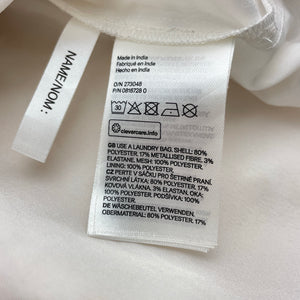 NAME/NOM:
Made in India
Fabriqué en Inde
Hecho en India
O/N 273048
P/N 0816728 0
30
clevercare.info
GB USE A LAUNDRY BAG. SHELL: 80%
POLYESTER, 17% METALLISED FIBRE, 3%
ELASTANE. MESH: 100% POLYESTER.
LINING: 100% POLYESTER.
CZ PERTE V SÁČKU PRO ŠETRNÉ PRANÍ.
SVRCHNÍ LÁTKA: 80% POLYESTER, 17%
KOVOVÁ VLÁKNA, 3% ELASTAN. OKA:
100% POLYESTER. PODŠÍVKA: 100%
POLYESTER.
DE WÄSCHEBEUTEL VERWENDEN.
OBERMATERIAL: 80% POLYESTER, 17%